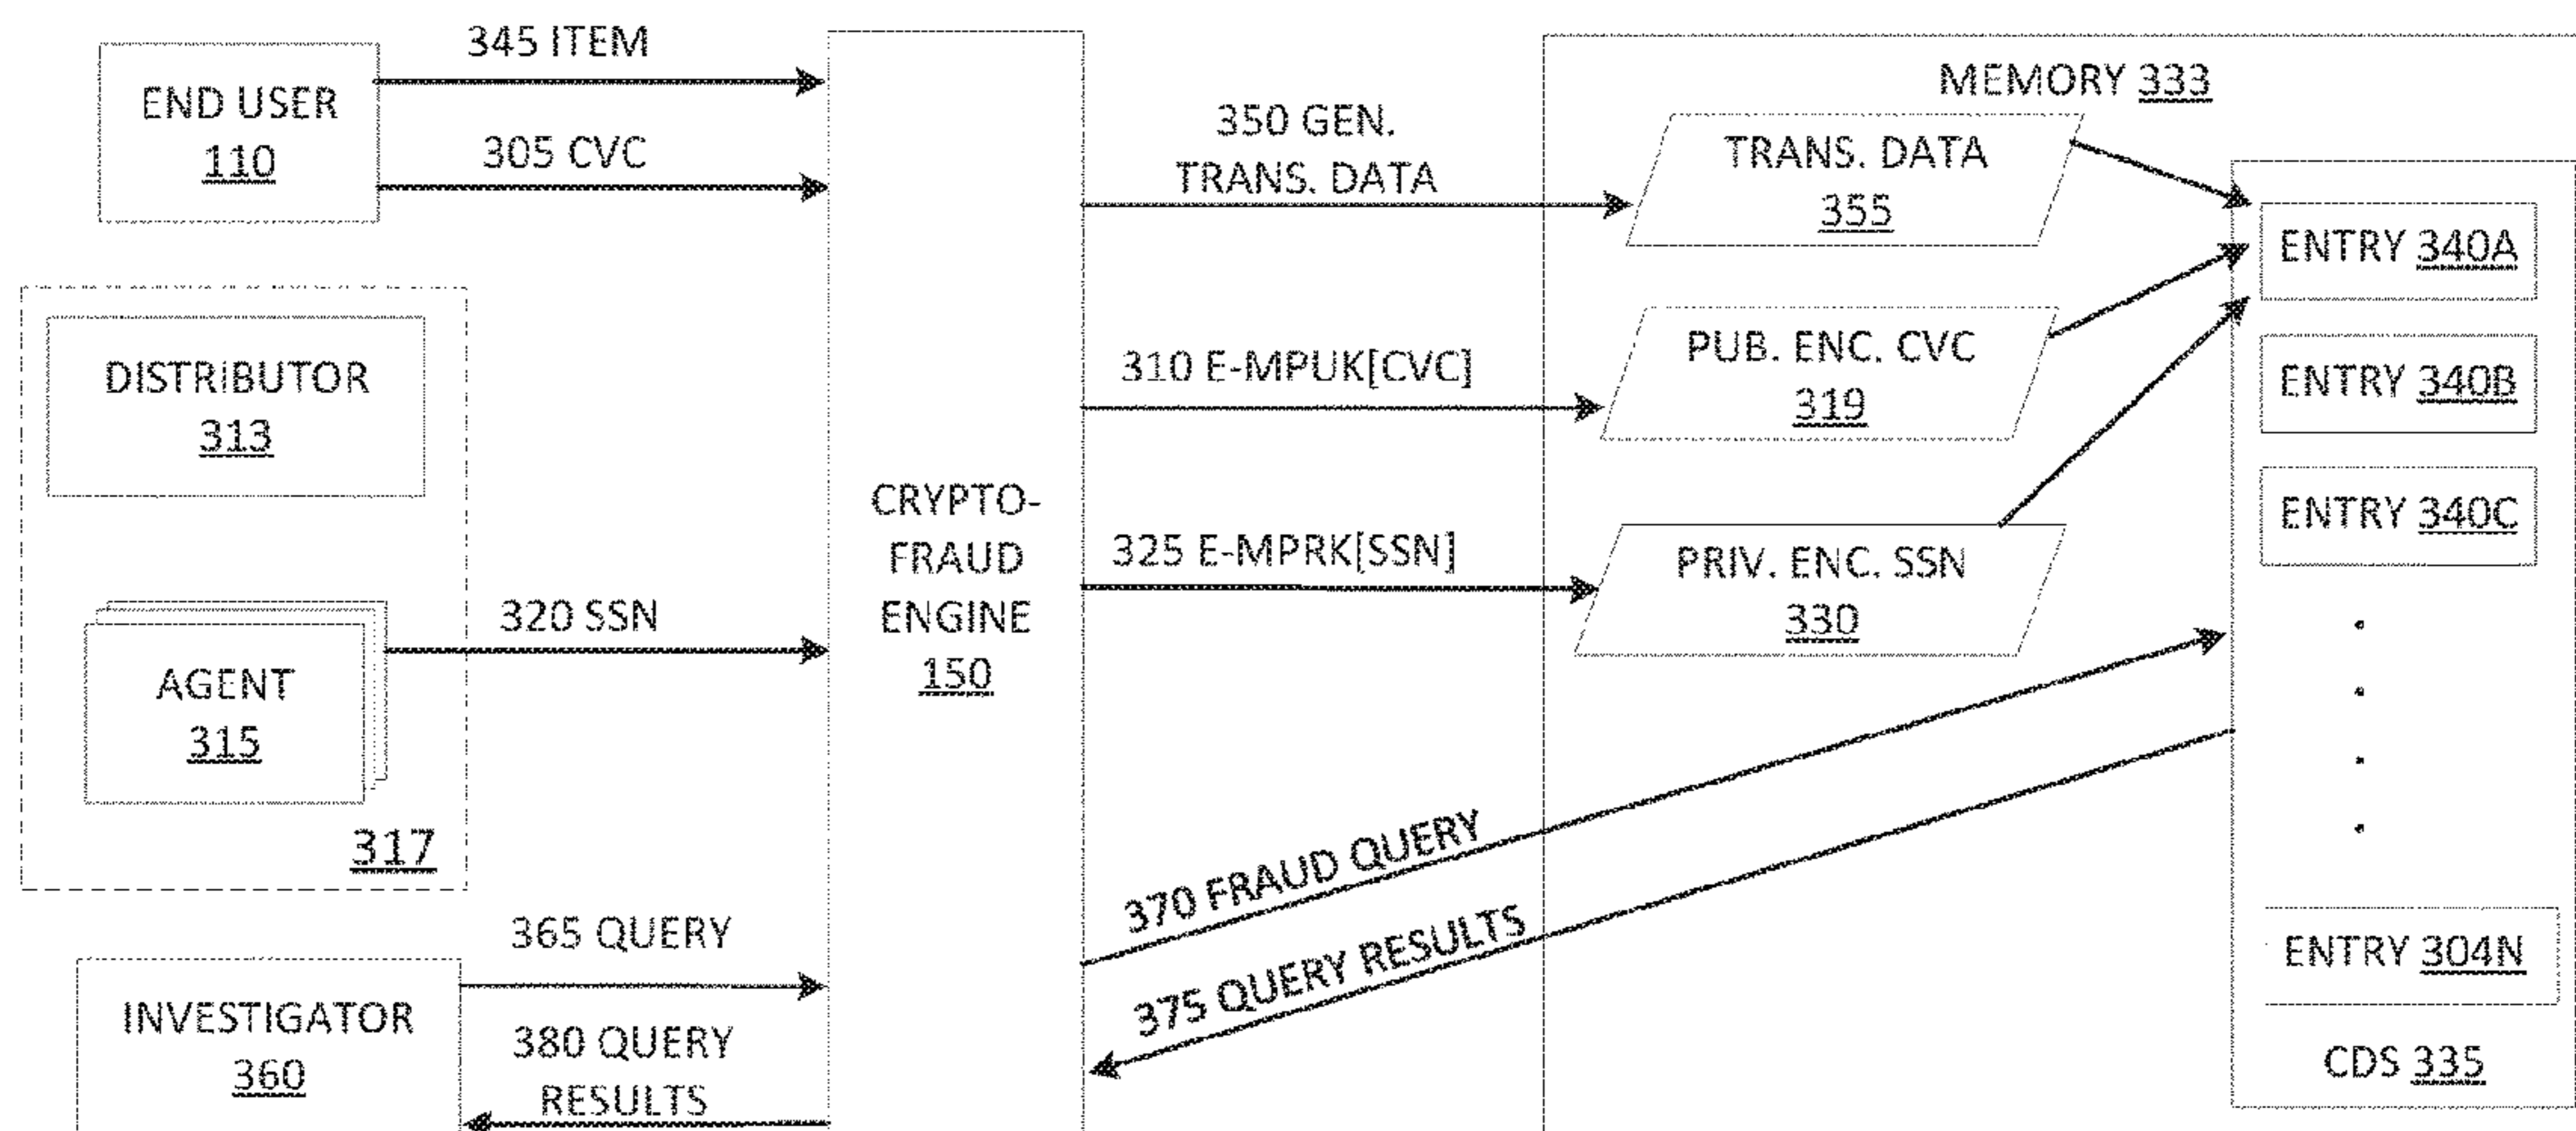 345 ITEM
END USER
110
305 CVC
DISTRIBUTOR
313
320 SSN
AGENT
315
317
365 QUERY
INVESTIGATOR
360
380 QUERY
RESULTS
CRYPTO-
FRAUD
ENGINE
150
350 GEN.
TRANS. DATA
310 E-MPUK[CVC]
325 E-MPRK[SSN]
370 FRAUD QUERY
375 QUERY RESULTS
MEMORY 333
TRANS. DATA
355
PUB. ENC. CVC
319
PRIV. ENC. SSN
330
ENTRY 340A
ENTRY 340B
ENTRY 340C
ENTRY 304N
CDS 335